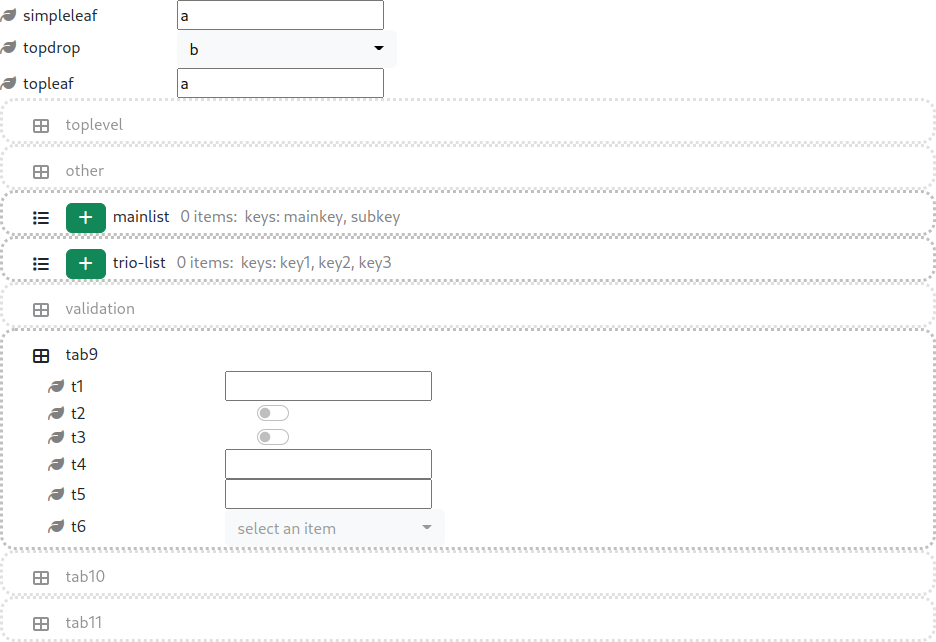 simpleleaf a
topdrop b
topleaf a
toplevel
other
+ mainlist 0 items: keys: mainkey, subkey
+ trio-list 0 items: keys: key1, key2, key3
validation
tab9
t1
t2
t3
t4
t5
t6 select an item
tab10
tab11